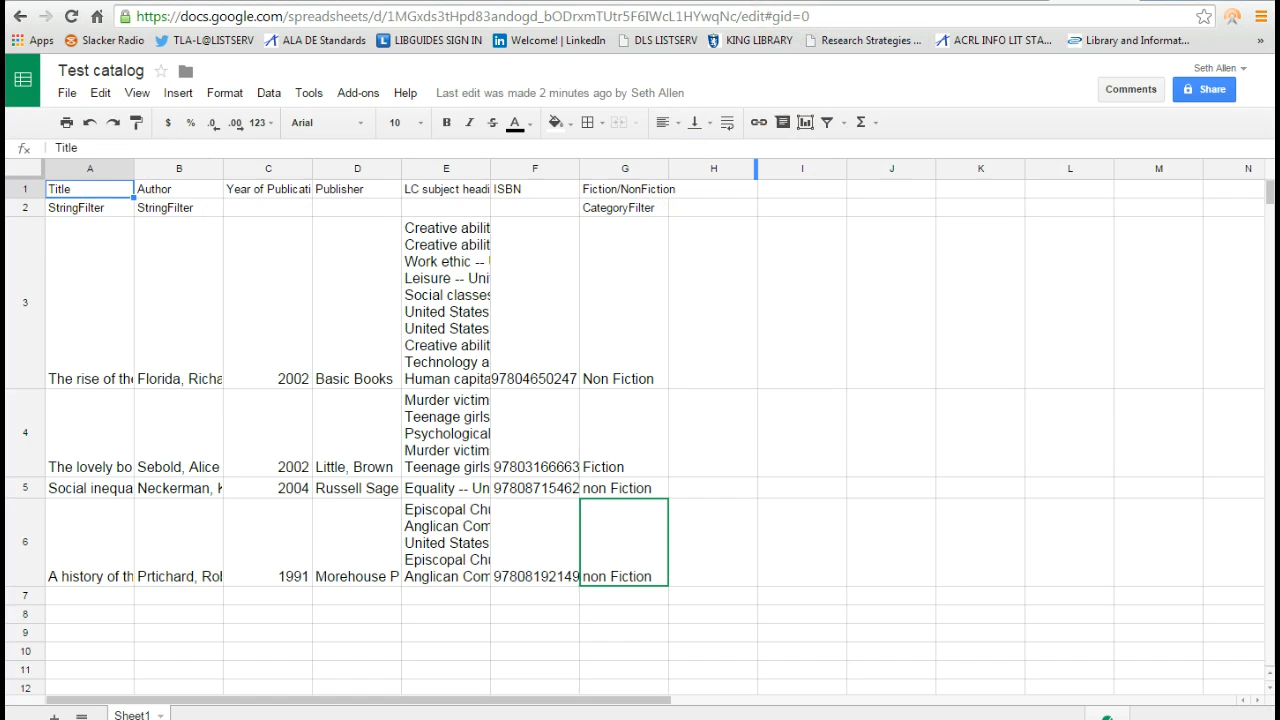 https://docs.google.com/spreadsheets/d/1MGxds3tHpd83andogd_bODrxmTUtr5F6IWcL1HYwqNc/edit#gid=0
Apps Slacker Radio TLA-L@LISTSERV ALA DE Standards LIBGUIDES SIGN IN Welcome! | LinkedIn DLS LISTSERV KING LIBRARY Research Strategies ... ACRL INFO LIT STA... Library and Informat... »
Test catalog Seth Allen
File Edit View Insert Format Data Tools Add-ons Help Last edit was made 2 minutes ago by Seth Allen Comments Share
$ % .0 .00 123 Arial 10 B I S A Σ
fx Title
A B C D E F G H I J K L M N
1 Title Author Year of Publicati Publisher LC subject headi ISBN Fiction/NonFiction
2 StringFilter StringFilter CategoryFilter
Creative abilit
Creative abilit
Work ethic --
Leisure -- Uni
Social classes
3 United States
United States
Creative abilit
Technology a
The rise of the Florida, Richa 2002 Basic Books Human capita 97804650247 Non Fiction
Murder victim
Teenage girls
4 Psychological
Murder victim
The lovely bo Sebold, Alice 2002 Little, Brown Teenage girls 97803166663 Fiction
5 Social inequa Neckerman, K 2004 Russell Sage Equality -- Un 97808715462 non Fiction
Episcopal Chu
Anglican Com
6 United States
Episcopal Chu
A history of th Prtichard, Rol 1991 Morehouse P Anglican Com 97808192149 non Fiction
7
8
9
10
11
12
+ Sheet1